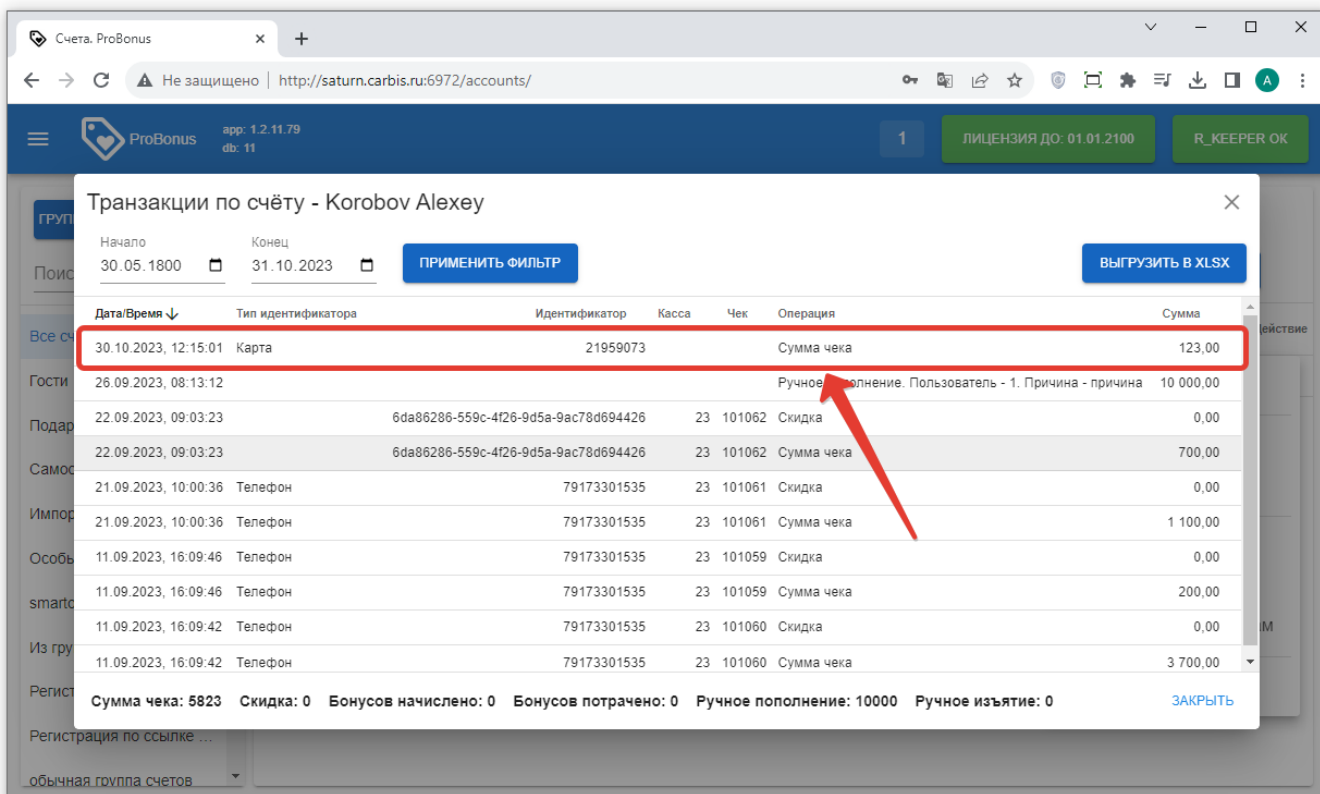 Счета. ProBonus
Не защищено | http://saturn.carbis.ru:6972/accounts/
A
ProBonus
app: 1.2.11.79
db: 11
1
ЛИЦЕНЗИЯ ДО: 01.01.2100
R_KEEPER OK
ГРУП
Транзакции по счёту - Korobov Alexey
Начало
30.05.1800
Конец
31.10.2023
ПРИМЕНИТЬ ФИЛЬТР
ВЫГРУЗИТЬ В XLSX
Поис
Дата/Время Тип идентификатора Идентификатор Касса Чек Операция Сумма
Все сч
действие
30.10.2023, 12:15:01 Карта 21959073 Сумма чека 123,00
Гости
26.09.2023, 08:13:12 Ручное полнение. Пользователь - 1. Причина - причина 10 000,00
Подар
22.09.2023, 09:03:23 6da86286-559c-4f26-9d5a-9ac78d694426 23 101062 Скидка 0,00
22.09.2023, 09:03:23 6da86286-559c-4f26-9d5a-9ac78d694426 23 101062 Сумма чека 700,00
Самос
21.09.2023, 10:00:36 Телефон 79173301535 23 101061 Скидка 0,00
Импор
21.09.2023, 10:00:36 Телефон 79173301535 23 101061 Сумма чека 1 100,00
Особь
11.09.2023, 16:09:46 Телефон 79173301535 23 101059 Скидка 0,00
smartc
11.09.2023, 16:09:46 Телефон 79173301535 23 101059 Сумма чека 200,00
11.09.2023, 16:09:42 Телефон 79173301535 23 101060 Скидка 0,00
Из гру
11.09.2023, 16:09:42 Телефон 79173301535 23 101060 Сумма чека 3 700,00
Регист
Сумма чека: 5823 Скидка: 0 Бонусов начислено: 0 Бонусов потрачено: 0 Ручное пополнение: 10000 Ручное изъятие: 0
ЗАКРЫТЬ
Регистрация по ссылке ...
обычная группа счетов